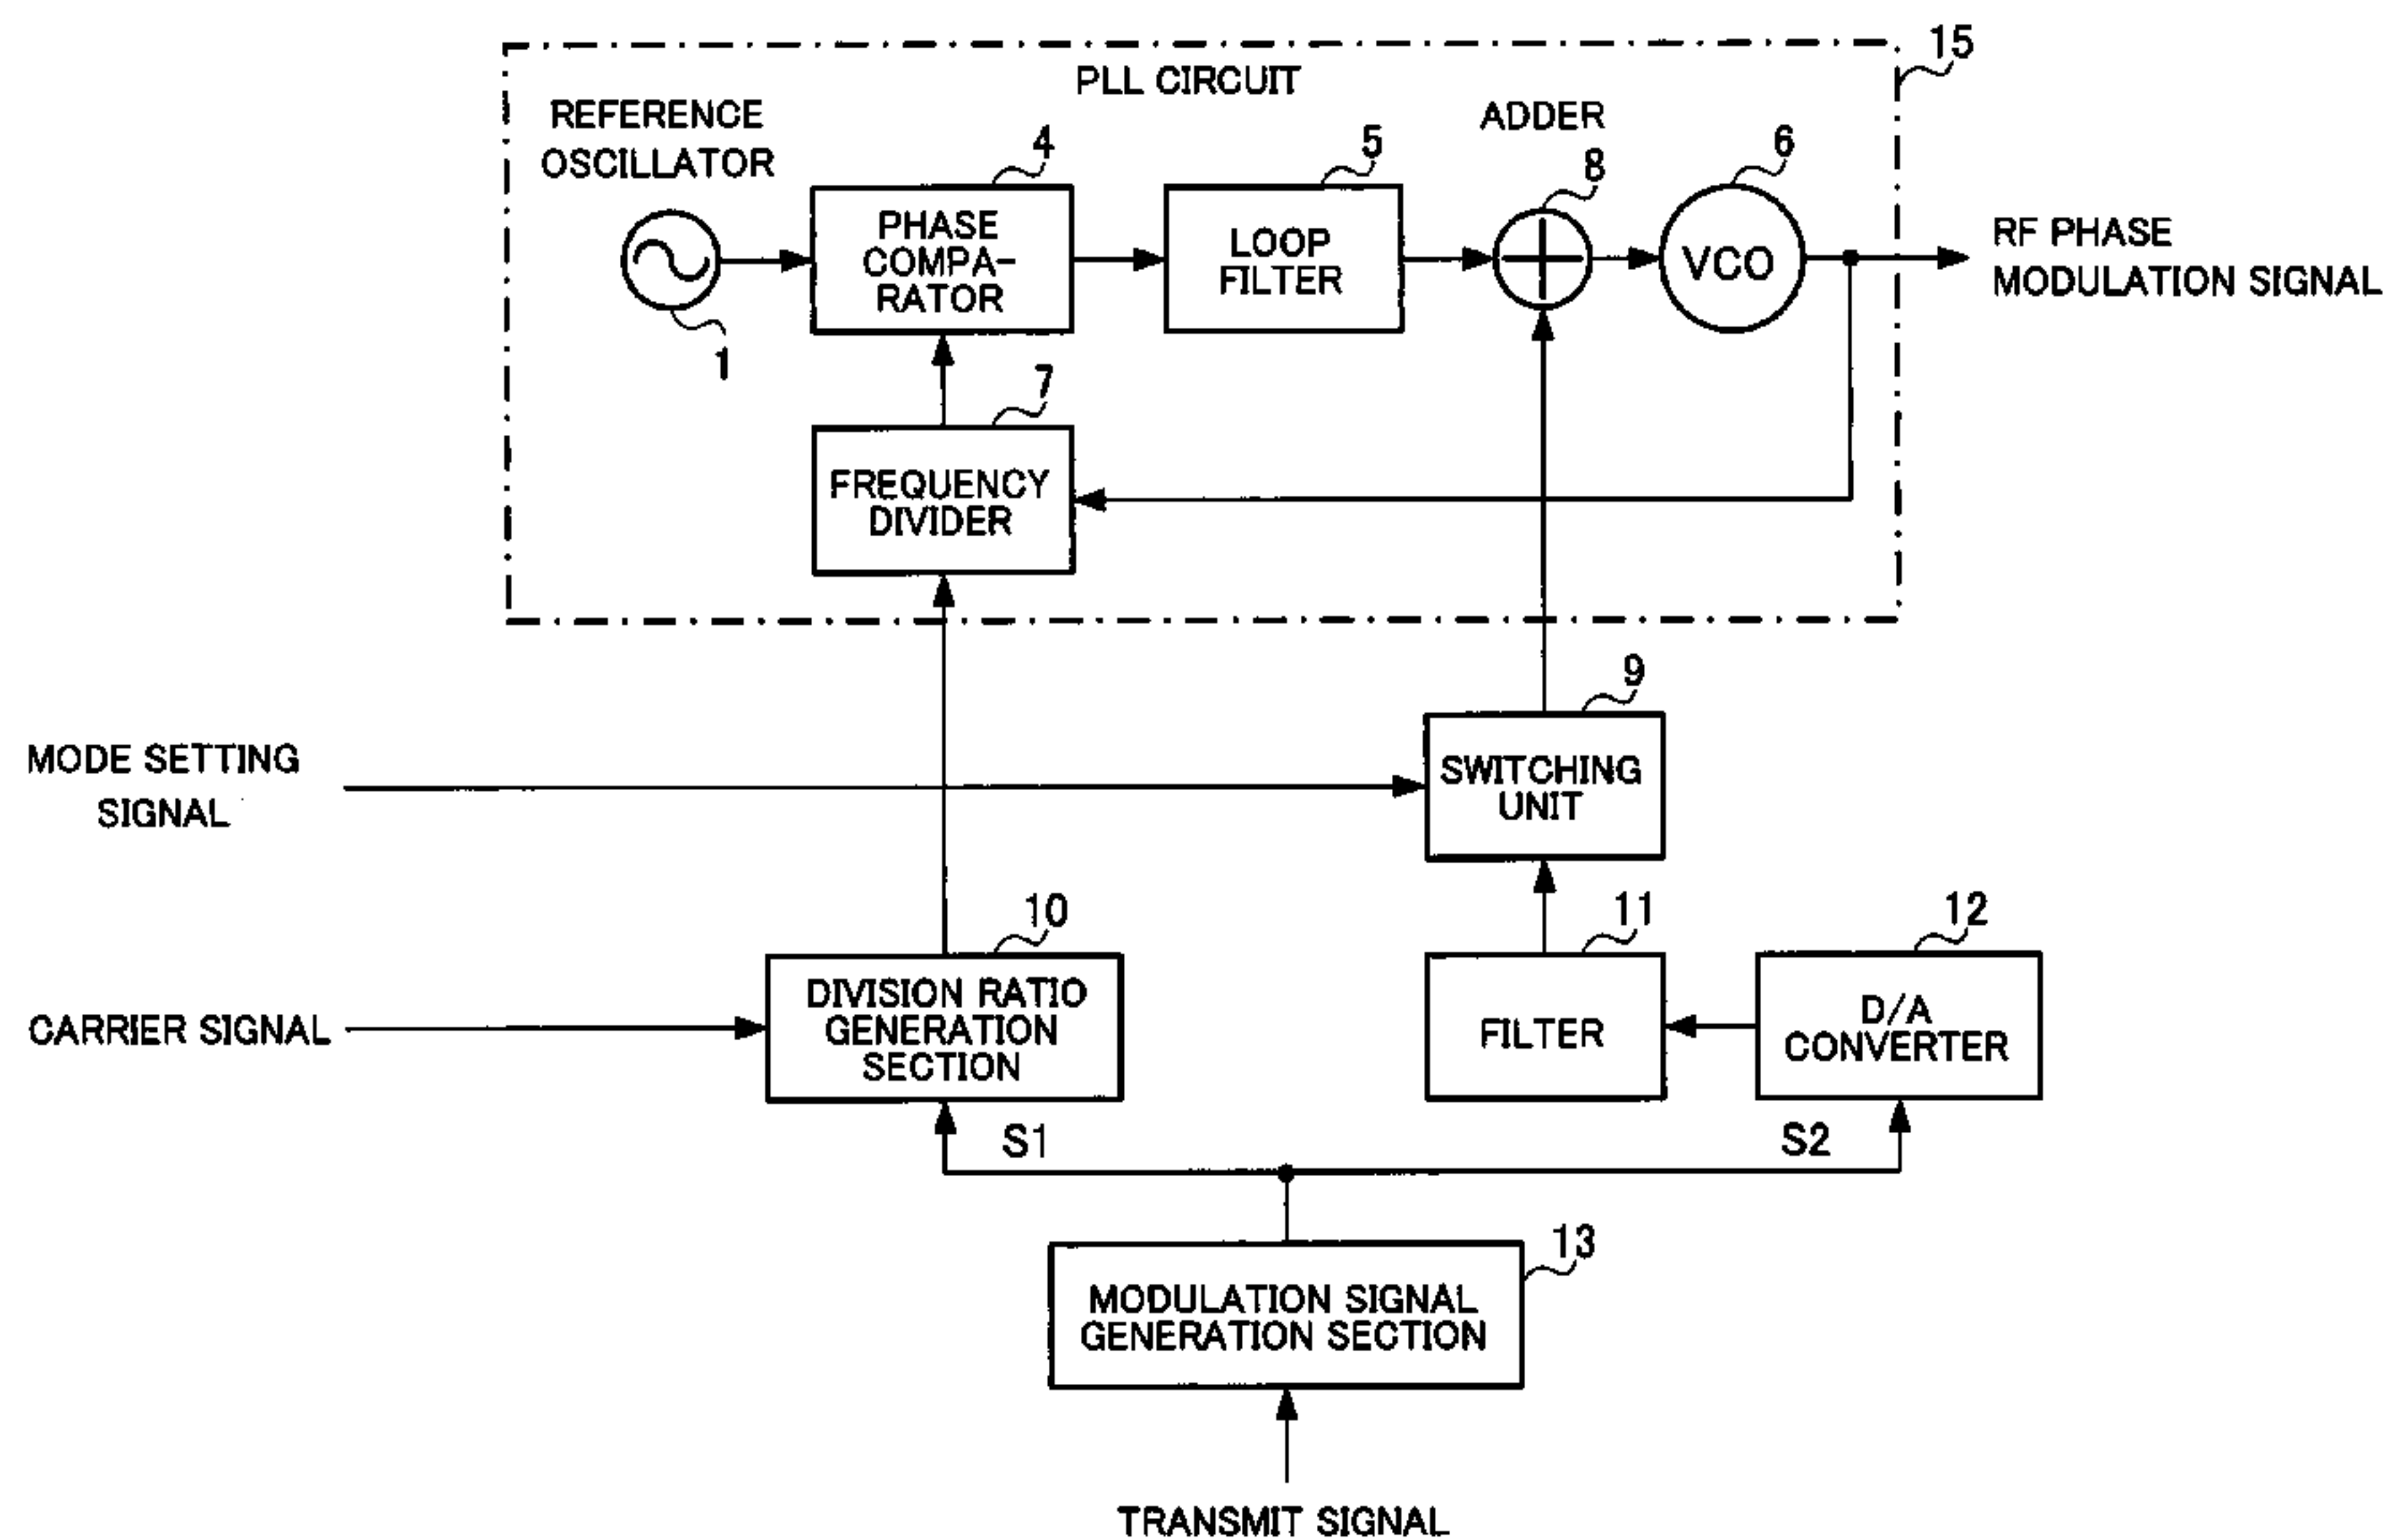 15
PLL CIRCUIT
REFERENCE
OSCILLATOR
ADDER
4
5
8
6
PHASE
COMPA-
RATOR
LOOP
FILTER
VCO
RF PHASE
MODULATION SIGNAL
1
7
FREQUENCY
DIVIDER
9
MODE SETTING
SIGNAL
SWITCHING
UNIT
10
11
12
CARRIER SIGNAL
DIVISION RATIO
GENERATION
SECTION
FILTER
D/A
CONVERTER
S1
S2
13
MODULATION SIGNAL
GENERATION SECTION
TRANSMIT SIGNAL